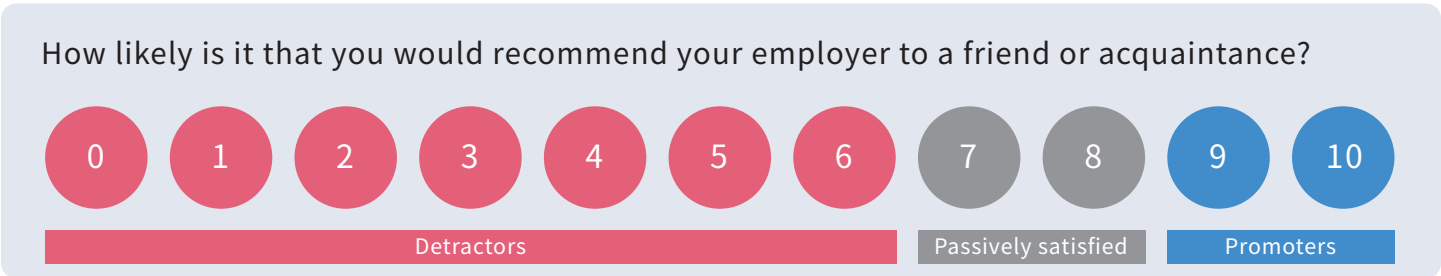 How likely is it that you would recommend your employer to a friend or acquaintance?
0 1 2 3 4 5 6 7 8 9 10
Detractors Passively satisfied Promoters